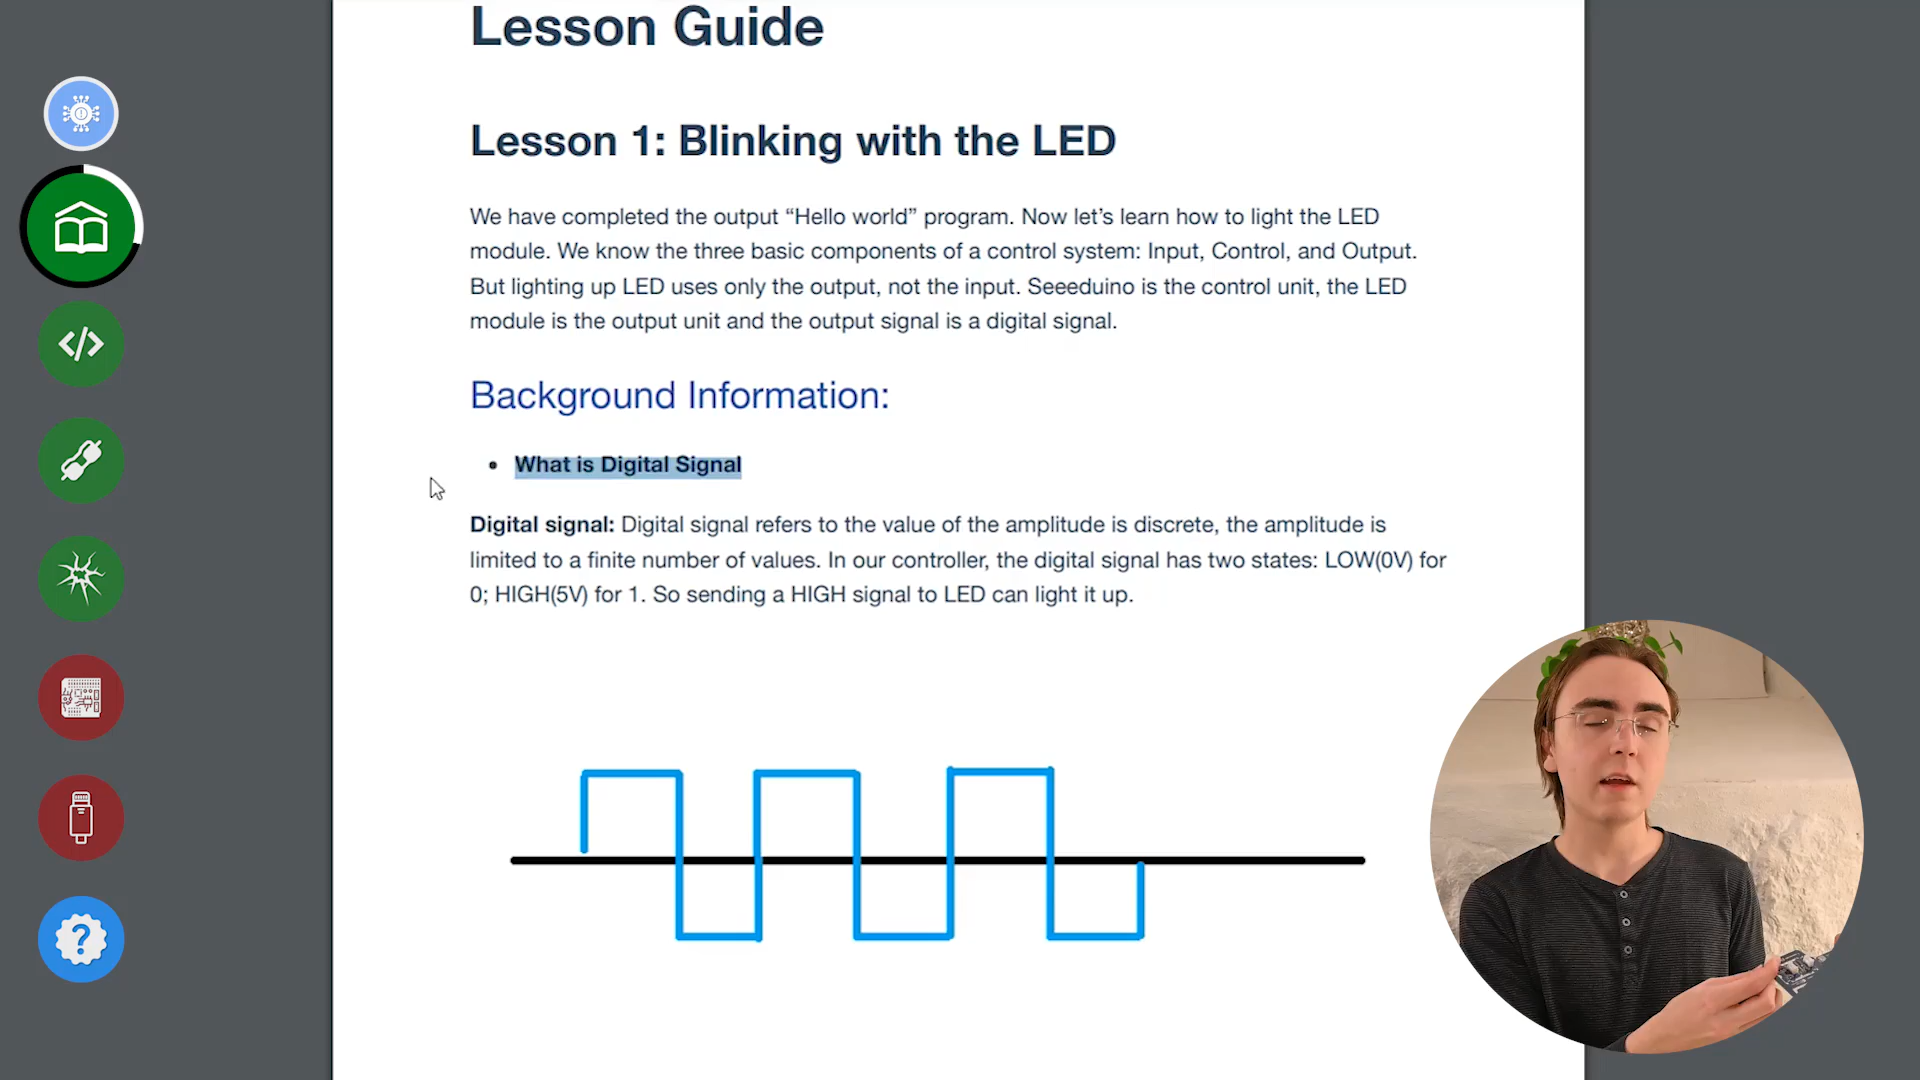 Lesson Guide
Lesson 1: Blinking with the LED
We have completed the output “Hello world” program. Now let’s learn how to light the LED
module. We know the three basic components of a control system: Input, Control, and Output.
But lighting up LED uses only the output, not the input. Seeeduino is the control unit, the LED
module is the output unit and the output signal is a digital signal.
Background Information:
• What is Digital Signal
Digital signal: Digital signal refers to the value of the amplitude is discrete, the amplitude is
limited to a finite number of values. In our controller, the digital signal has two states: LOW(0V) for
0; HIGH(5V) for 1. So sending a HIGH signal to LED can light it up.